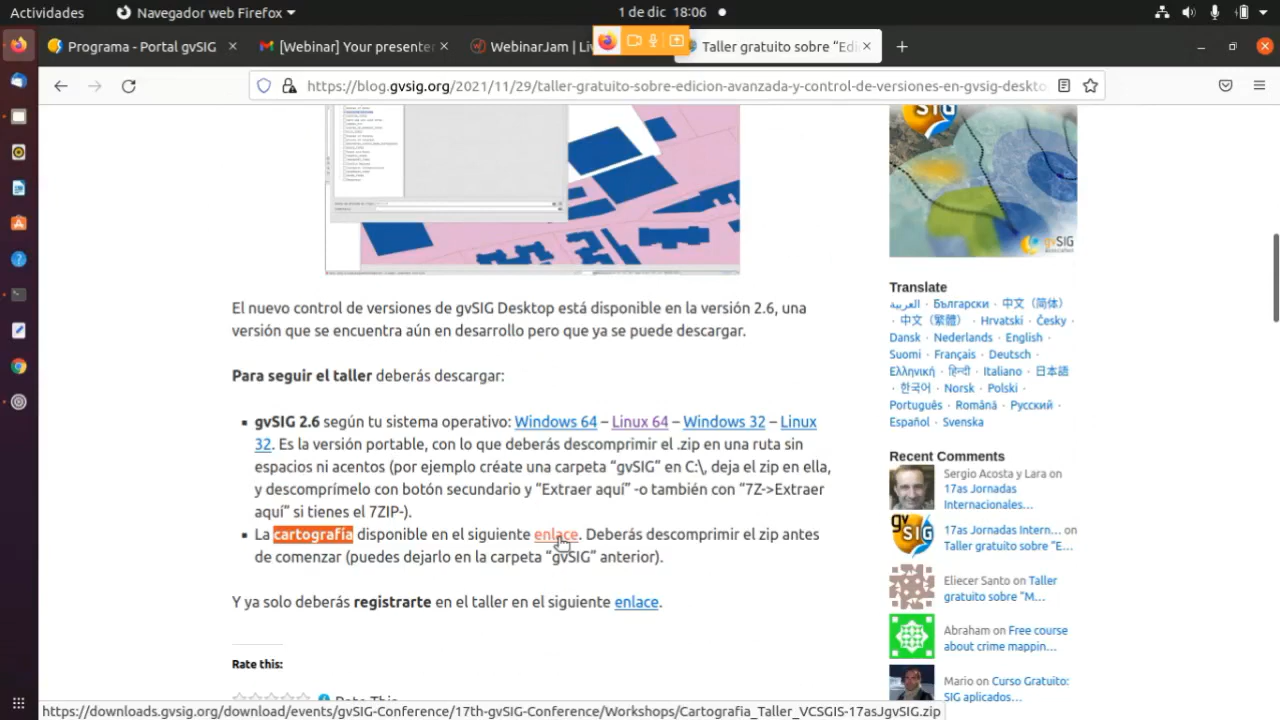 Actividades
Navegador web Firefox
1 de dic 18:06
Programa - Portal gvSIG
[Webinar] Your presenter
WebinarJam | Li
Taller gratuito sobre “Edi
https://blog.gvsig.org/2021/11/29/taller-gratuito-sobre-edicion-avanzada-y-control-de-versiones-en-gvsig-deskto
SIG
gvSIG
El nuevo control de versiones de gvSIG Desktop está disponible en la versión 2.6, una
versión que se encuentra aún en desarrollo pero que ya se puede descargar.
Para seguir el taller deberás descargar:
gvSIG 2.6 según tu sistema operativo: Windows 64 – Linux 64 – Windows 32 – Linux
32. Es la versión portable, con lo que deberás descomprimir el .zip en una ruta sin
espacios ni acentos (por ejemplo créate una carpeta “gvSIG” en C:\, deja el zip en ella,
y descomprímelo con botón secundario y “Extraer aquí” -o también con “7Z->Extraer
aquí” si tienes el 7ZIP-).
La cartografía disponible en el siguiente enlace. Deberás descomprimir el zip antes
de comenzar (puedes dejarlo en la carpeta “gvSIG” anterior).
Y ya solo deberás registrarte en el taller en el siguiente enlace.
Rate this:
Rate This
Translate
العربية · Български · 中文（简体）
· 中文（繁體） · Hrvatski · Česky ·
Dansk · Nederlands · English ·
Suomi · Français · Deutsch ·
Ελληνική · हिन्दी · Italiano · 日本語
· 한국어 · Norsk · Polski ·
Português · Română · Русский ·
Español · Svenska
Recent Comments
Sergio Acosta y Lara on
17as Jornadas
Internacionales…
17as Jornadas Intern… on
Taller gratuito sobre “E…
Eliecer Santo on Taller
gratuito sobre “M…
Abraham on Free course
about crime mappin…
Mario on Curso Gratuito:
SIG aplicados…
https://downloads.gvsig.org/download/events/gvSIG-Conference/17th-gvSIG-Conference/Workshops/Cartografia_Taller_VCSGIS-17asJgvSIG.zip